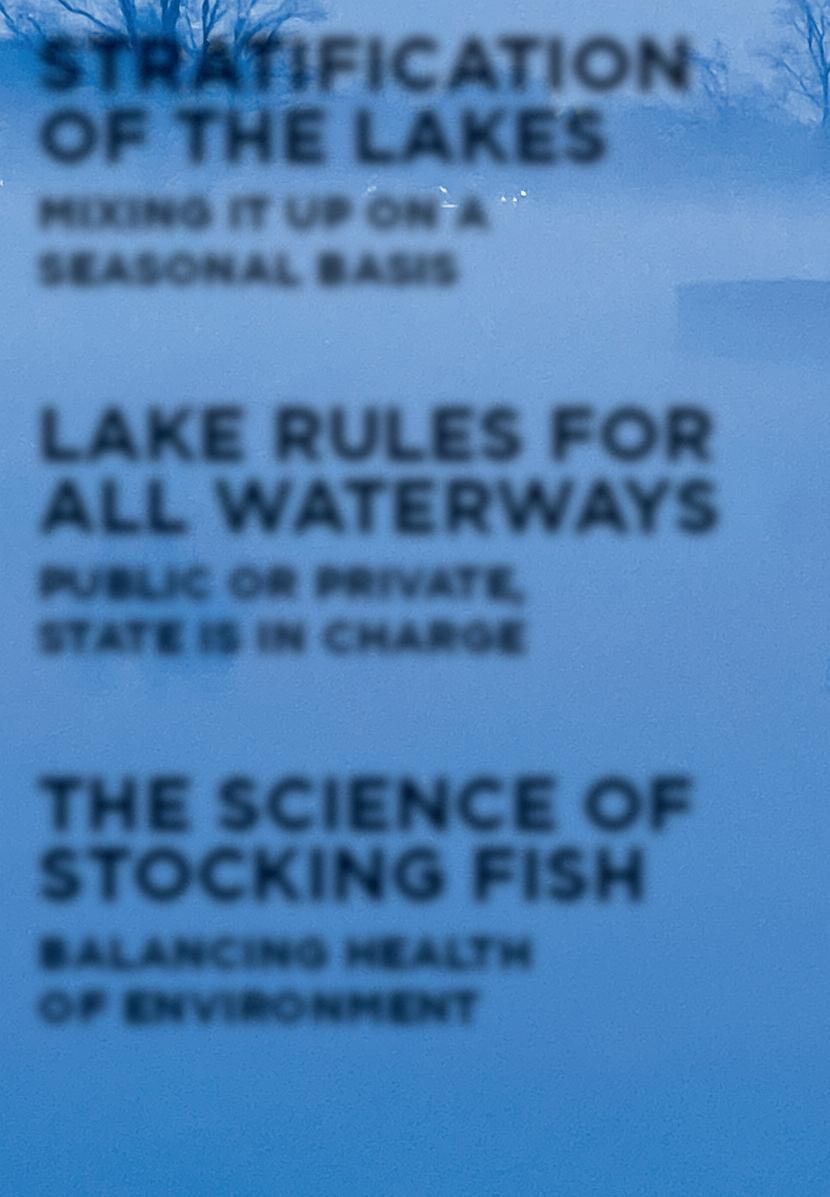 STRATIFICATION
OF THE LAKES
MIXING IT UP ON A
SEASONAL BASIS
LAKE RULES FOR
ALL WATERWAYS
PUBLIC OR PRIVATE,
STATE IS IN CHARGE
THE SCIENCE OF
STOCKING FISH
BALANCING HEALTH
OF ENVIRONMENT